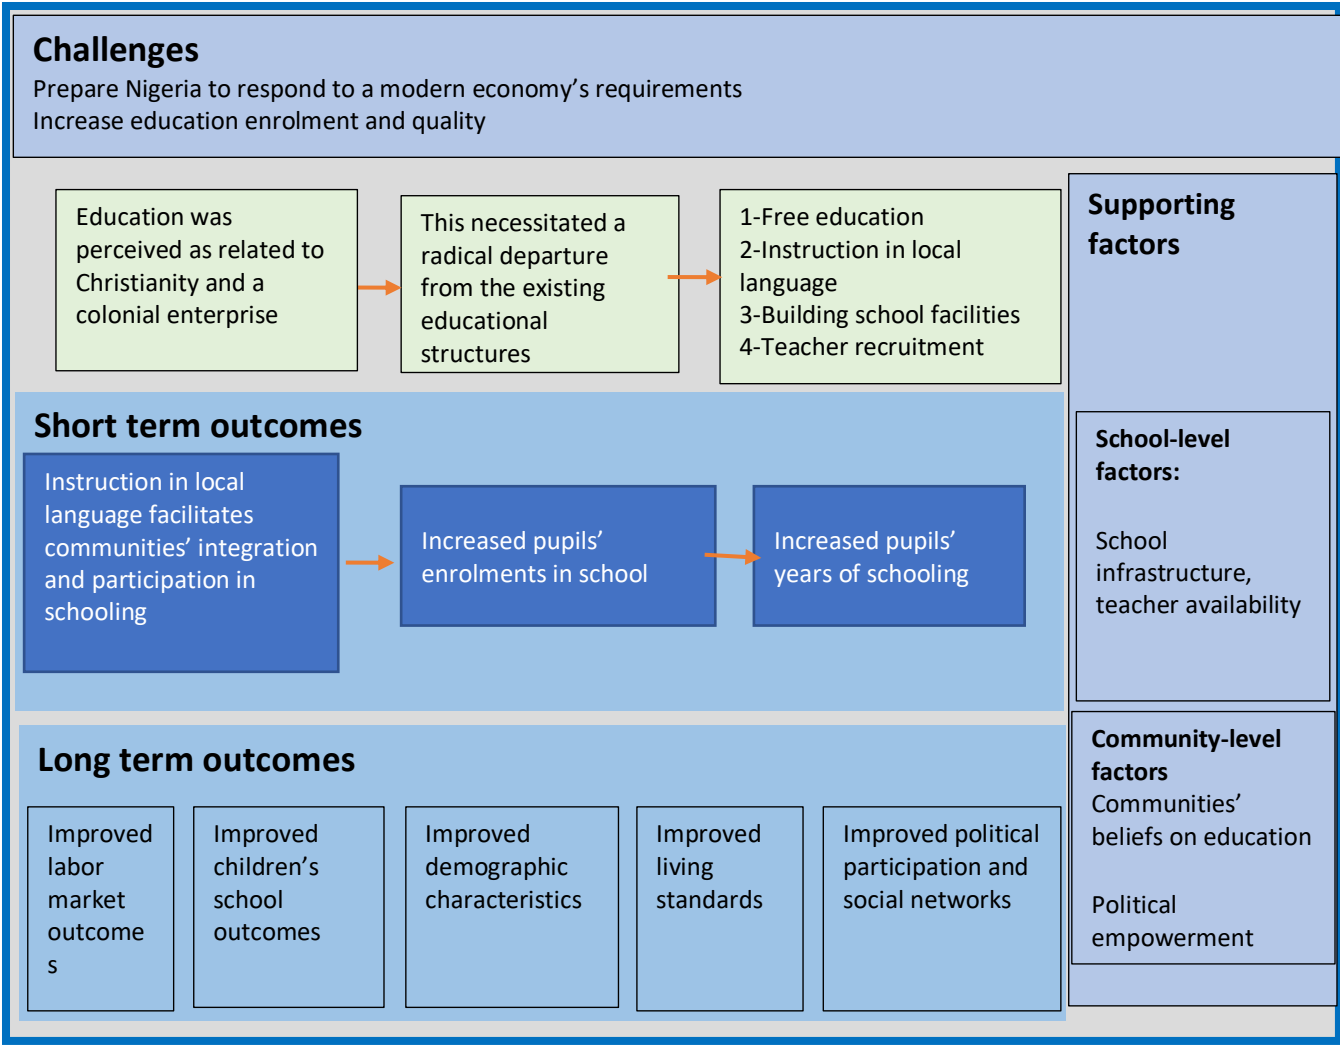 Challenges
Prepare Nigeria to respond to a modern economy’s requirements
Increase education enrolment and quality
Education was
perceived as related to
Christianity and a
colonial enterprise
This necessitated a
radical departure
from the existing
educational
structures
1-Free education
2-Instruction in local
language
3-Building school facilities
4-Teacher recruitment
Supporting
factors
School-level
factors:
School
infrastructure,
teacher availability
Community-level
factors
Communities’
beliefs on education
Political
empowerment
Short term outcomes
Instruction in local
language facilitates
communities’ integration
and participation in
schooling
Increased pupils’
enrolments in school
Increased pupils’
years of schooling
Long term outcomes
Improved
labor
market
outcome
s
Improved
children’s
school
outcomes
Improved
demographic
characteristics
Improved
living
standards
Improved political
participation and
social networks